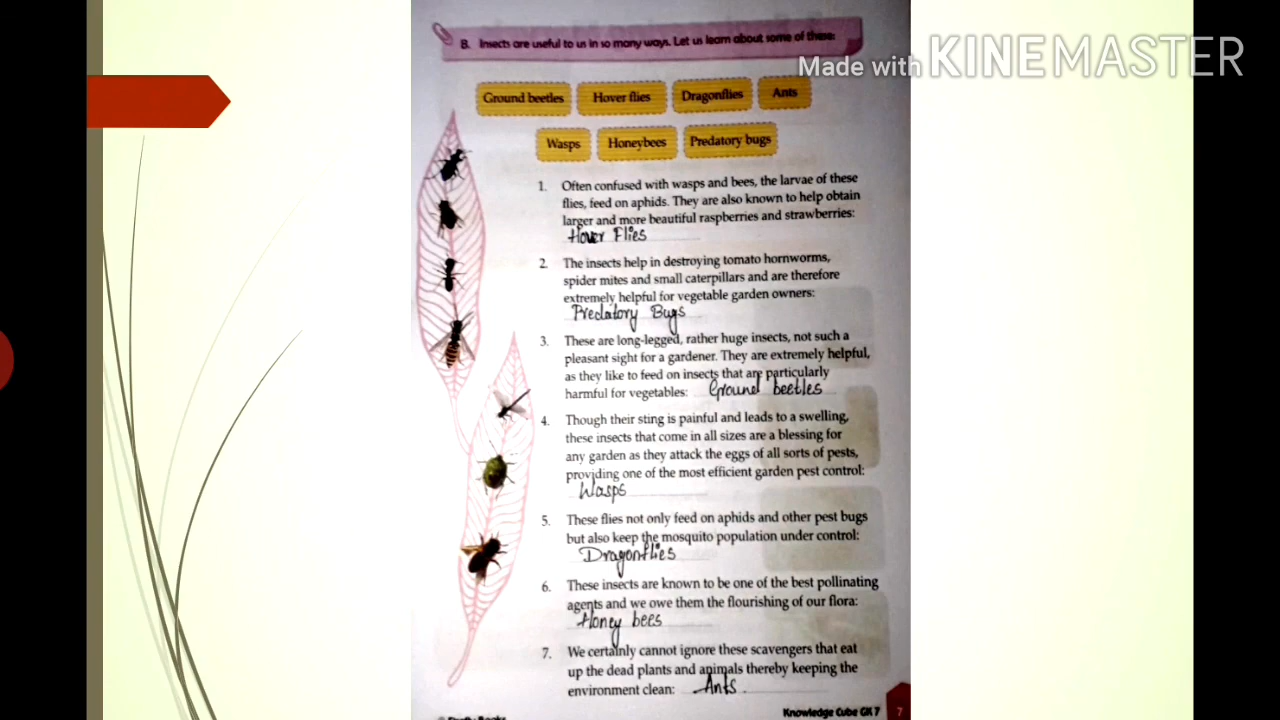 B. Insects are useful to us in so many ways. Let us learn about some of these:
Made with KINEMASTER
Ground beetles Hover flies Dragonflies Ants
Wasps Honeybees Predatory bugs
1. Often confused with wasps and bees, the larvae of these
flies, feed on aphids. They are also known to help obtain
larger and more beautiful raspberries and strawberries:
Hover Flies
2. The insects help in destroying tomato hornworms,
spider mites and small caterpillars and are therefore
extremely helpful for vegetable garden owners:
Predatory Bugs
3. These are long-legged, rather huge insects, not such a
pleasant sight for a gardener. They are extremely helpful,
as they like to feed on insects that are particularly
harmful for vegetables: Ground beetles
4. Though their sting is painful and leads to a swelling,
these insects that come in all sizes are a blessing for
any garden as they attack the eggs of all sorts of pests,
providing one of the most efficient garden pest control:
Wasps
5. These flies not only feed on aphids and other pest bugs
but also keep the mosquito population under control:
Dragonflies
6. These insects are known to be one of the best pollinating
agents and we owe them the flourishing of our flora:
Honey bees
7. We certainly cannot ignore these scavengers that eat
up the dead plants and animals thereby keeping the
environment clean: Ants
Knowledge Cube GK 7 7